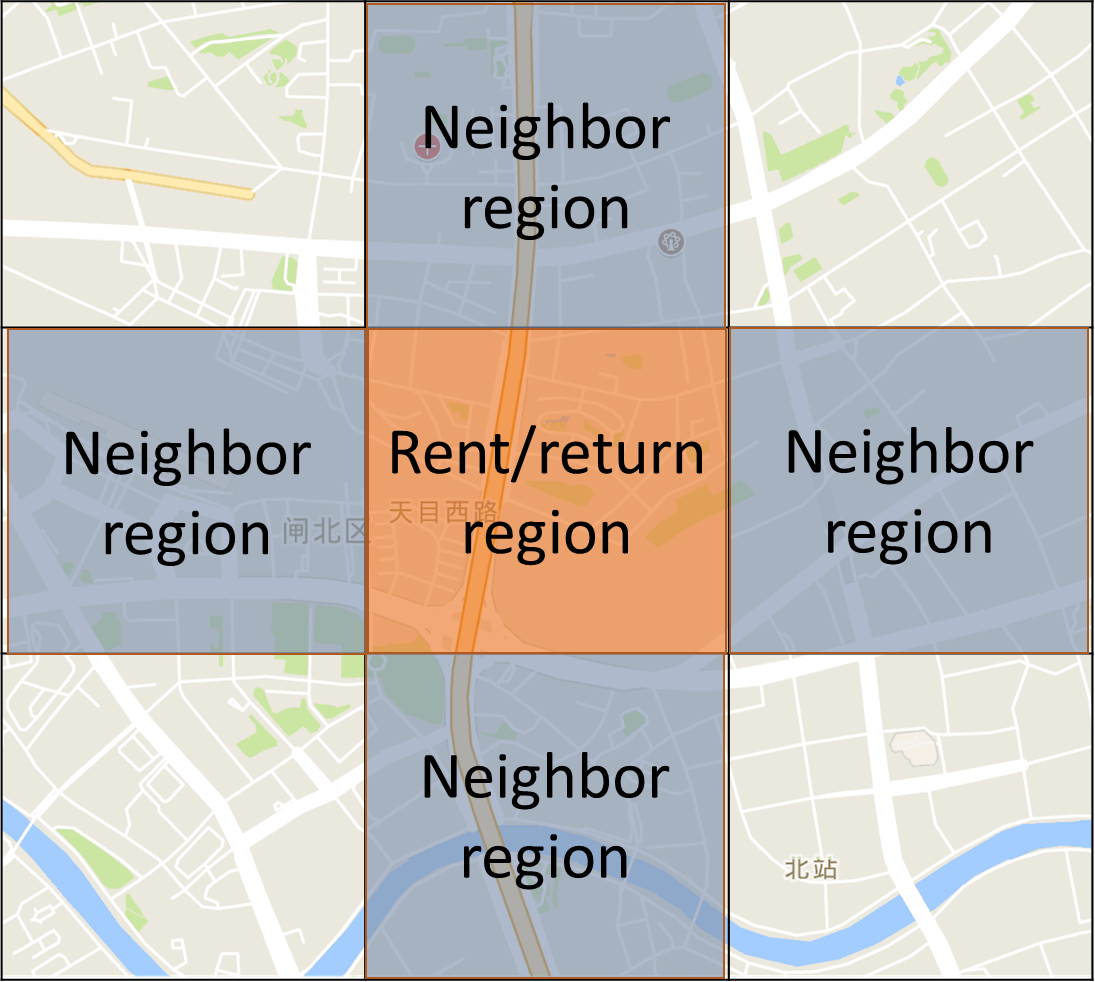 Neighbor
region
Neighbor
region
闸北区
Rent/return
region
天目西路
Neighbor
region
Neighbor
region
北站